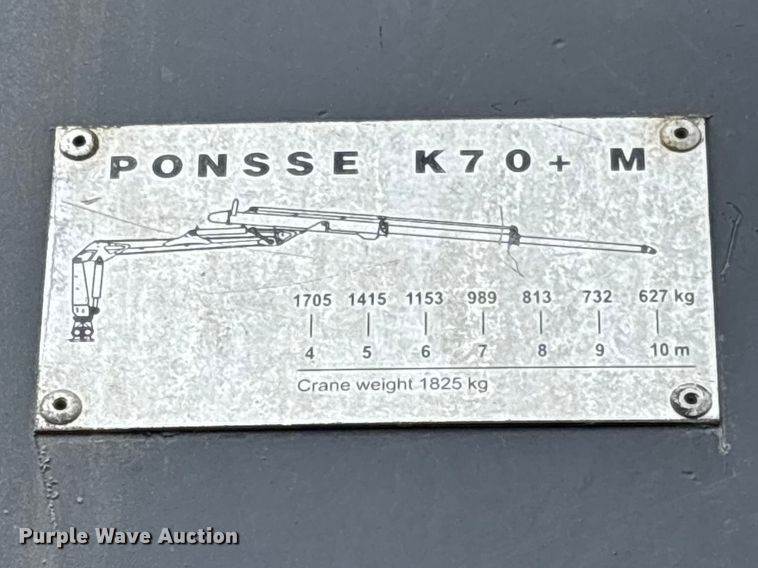 PONSSE K70+ M
1705 1415 1153 989 813 732 627 kg
4 5 6 7 8 9 10 m
Crane weight 1825 kg
Purple Wave Auction